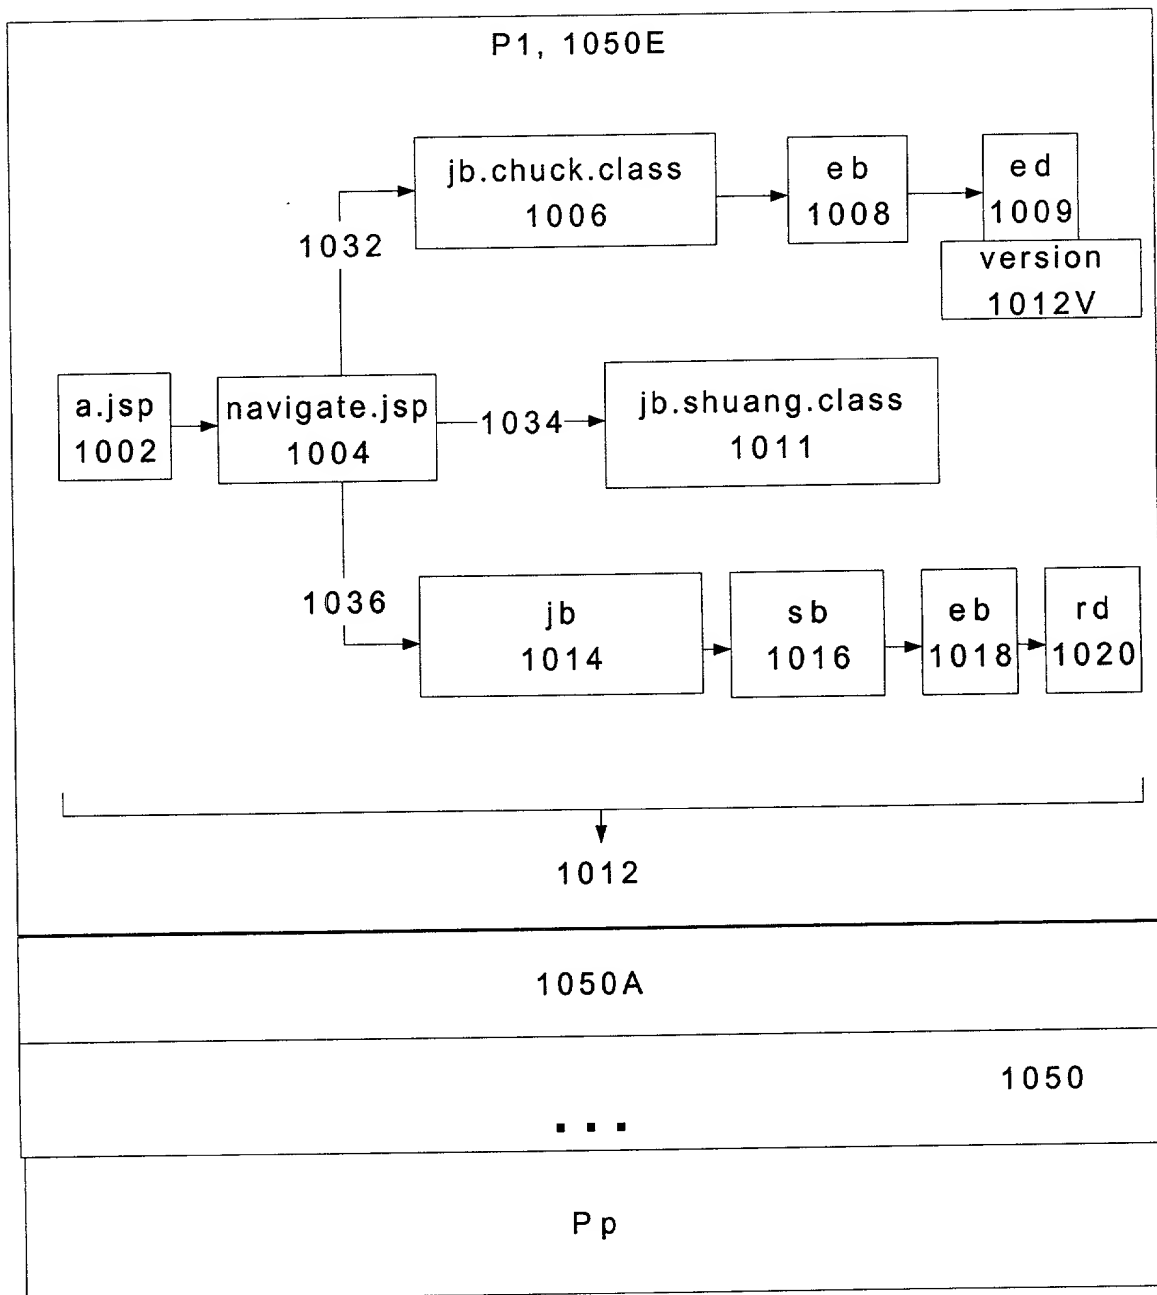 P1, 1050E
jb.chuck.class
1006
eb
1008
ed
1009
version
1012V
1032
a.jsp
1002
navigate.jsp
1004
1034
jb.shuang.class
1011
1036
jb
1014
sb
1016
eb
1018
rd
1020
1012
1050A
1050
...
Pp